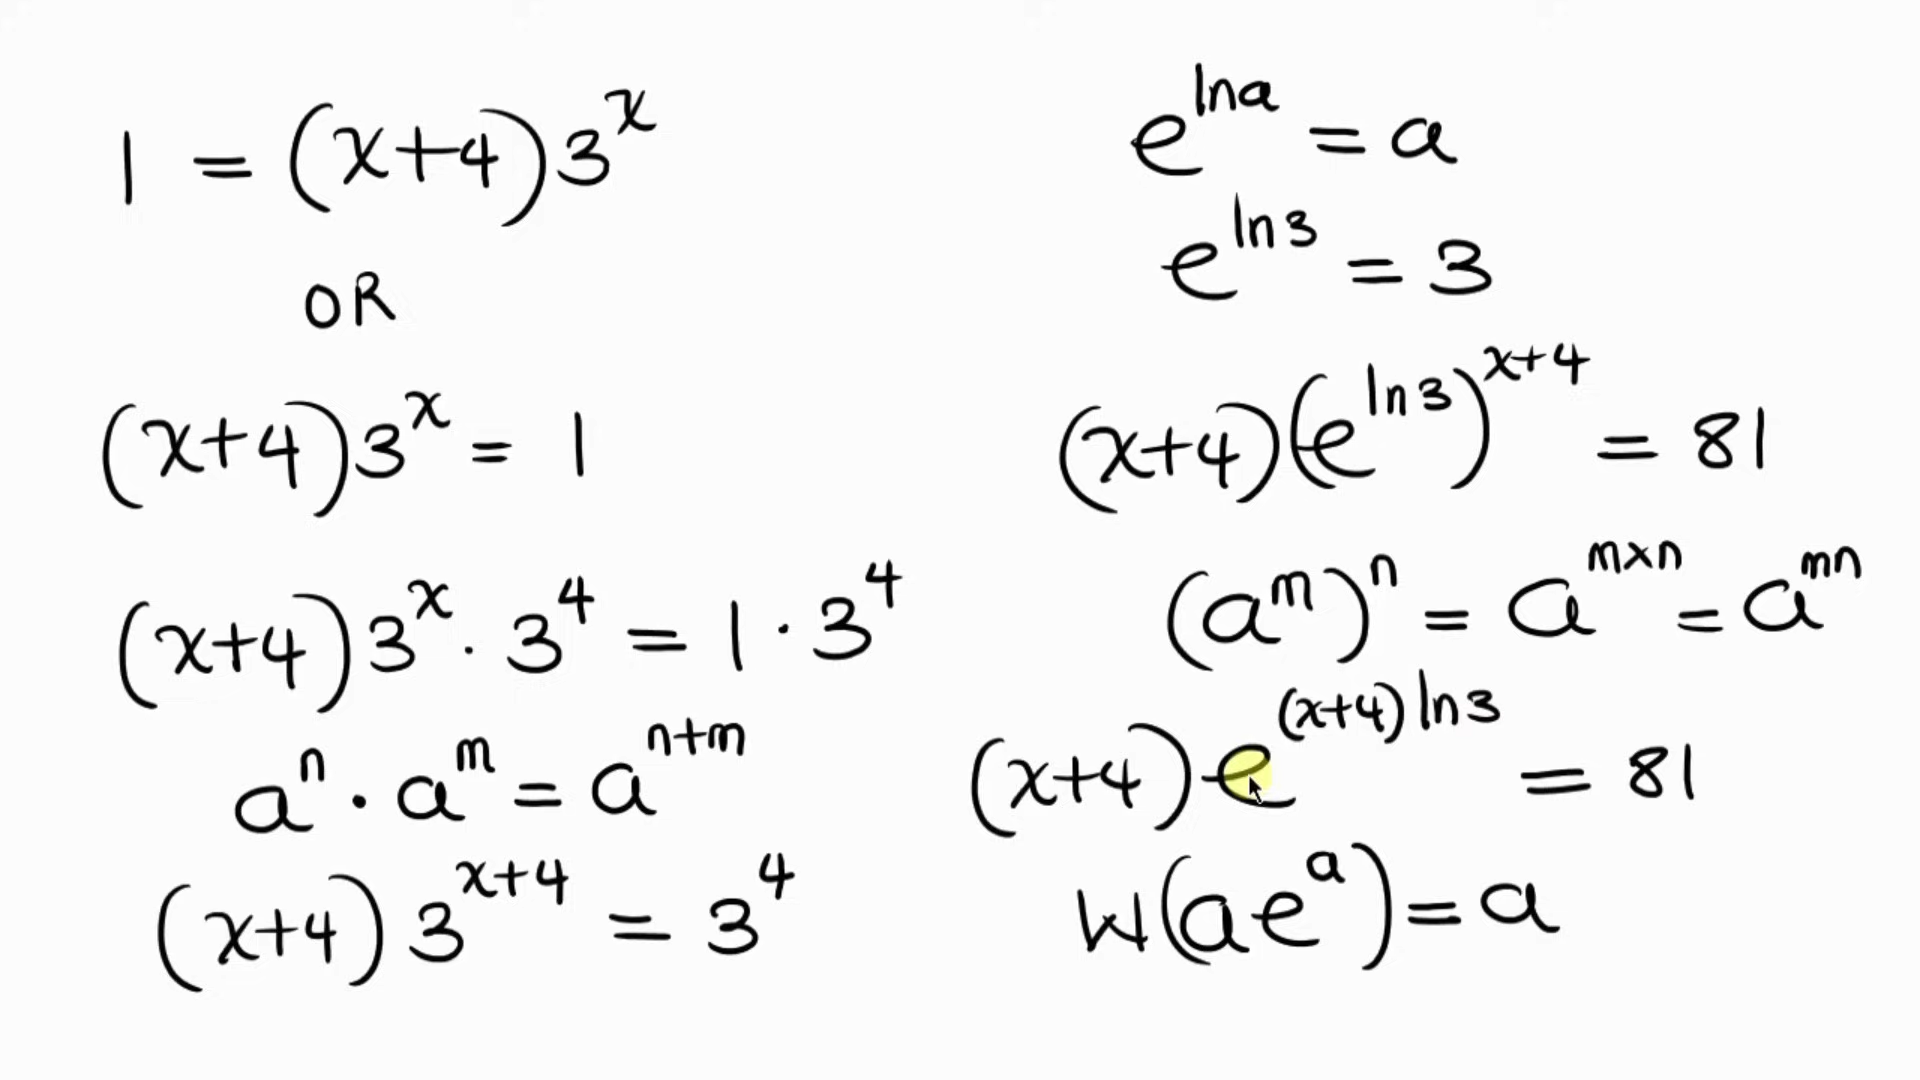 1 = (x+4)3^x
OR
(x+4)3^x = 1
(x+4)3^x · 3^4 = 1 · 3^4
a^n · a^m = a^{n+m}
(x+4) 3^{x+4} = 3^4
e^{ln a} = a
e^{ln 3} = 3
(x+4)(e^{ln 3})^{x+4} = 81
(a^m)^n = a^{m×n} = a^{mn}
(x+4) e^{(x+4) ln 3} = 81
W(ae^a) = a